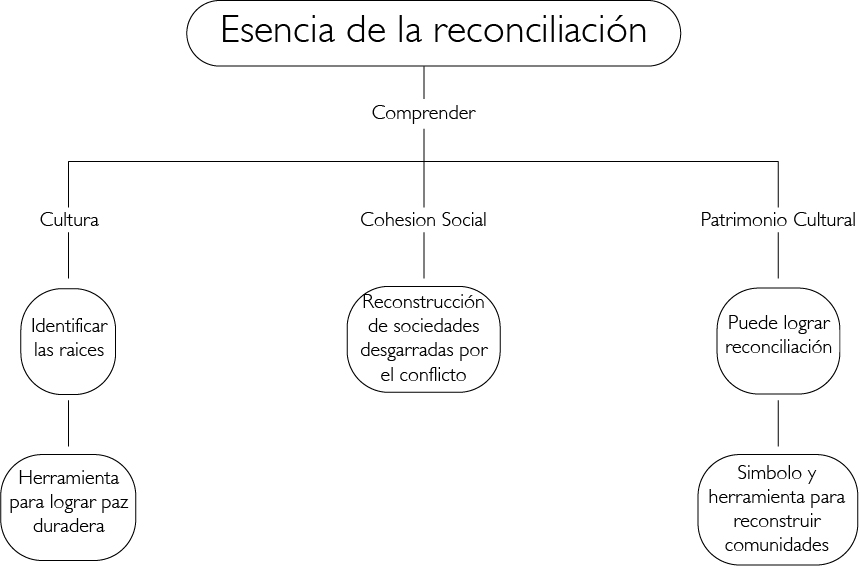 Esencia de la reconciliación
Comprender
Cultura
Cohesion Social
Patrimonio Cultural
Identificar
las raices
Reconstrucción
de sociedades
desgarradas por
el conflicto
Puede lograr
reconciliación
Herramienta
para lograr paz
duradera
Simbolo y
herramienta para
reconstruir
comunidades